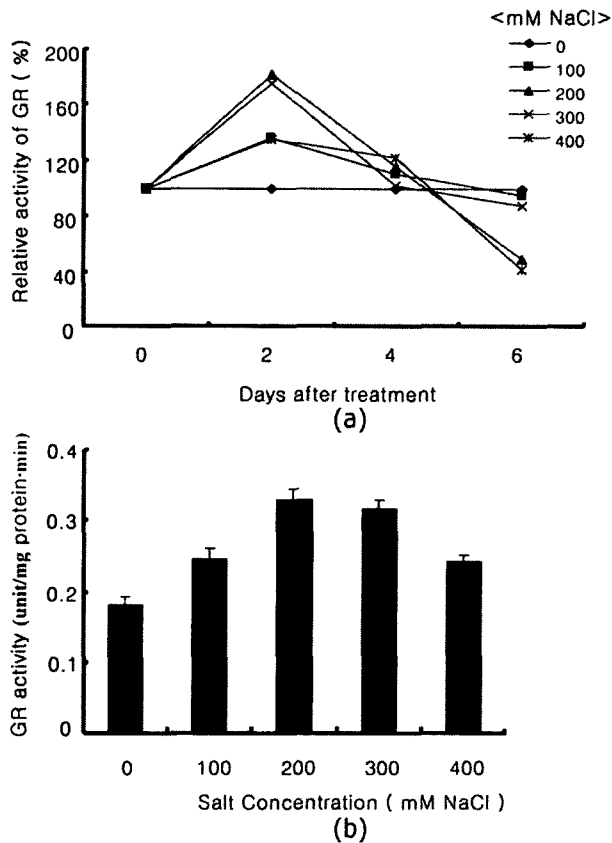 <mM NaCl>
0
100
200
300
400
Relative activity of GR ( %)
200
160
120
80
40
0
0 2 4 6
Days after treatment
(a)
GR activity (unit/mg protein·min)
0.4
0.3
0.2
0.1
0
0 100 200 300 400
Salt Concentration ( mM NaCl )
(b)